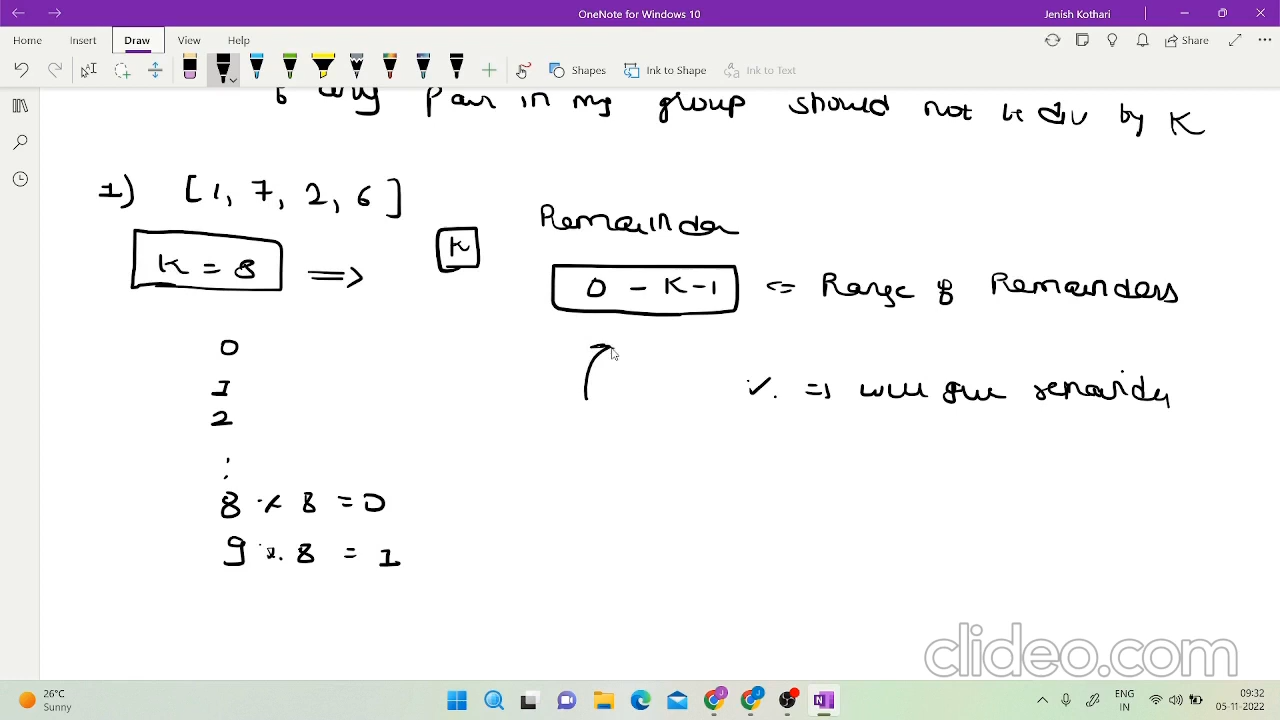 OneNote for Windows 10
Jenish Kothari
Home Insert Draw View Help
Share
Shapes Ink to Shape Ink to Text
of any pair in my group should not be div by K
1) [1, 7, 2, 6]
K = 8 =>
K
Remainder
0 - K-1 <= Range of Remainders
0
1
2
:
% => will give remainder
8 % 8 = 0
9 % 8 = 1
clideo.com
26°C
Sunny
ENG
IN
19:32
05-11-2022